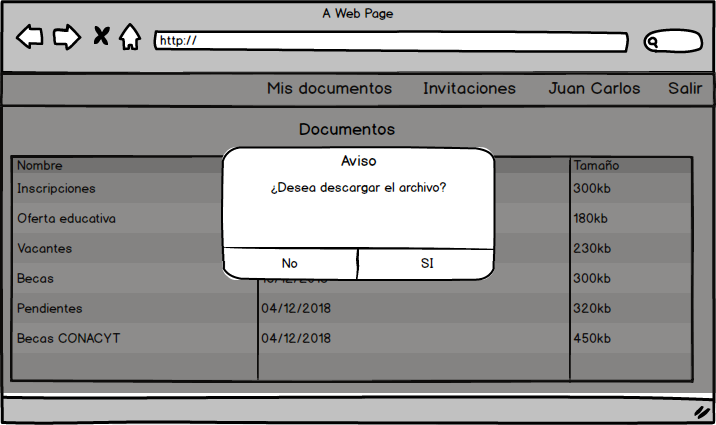 A Web Page
http://
Mis documentos Invitaciones Juan Carlos Salir
Documentos
Nombre Tamaño
Aviso
¿Desea descargar el archivo?
No SI
Inscripciones 300kb
Oferta educativa 180kb
Vacantes 230kb
Becas 300kb
Pendientes 04/12/2018 320kb
Becas CONACYT 04/12/2018 450kb